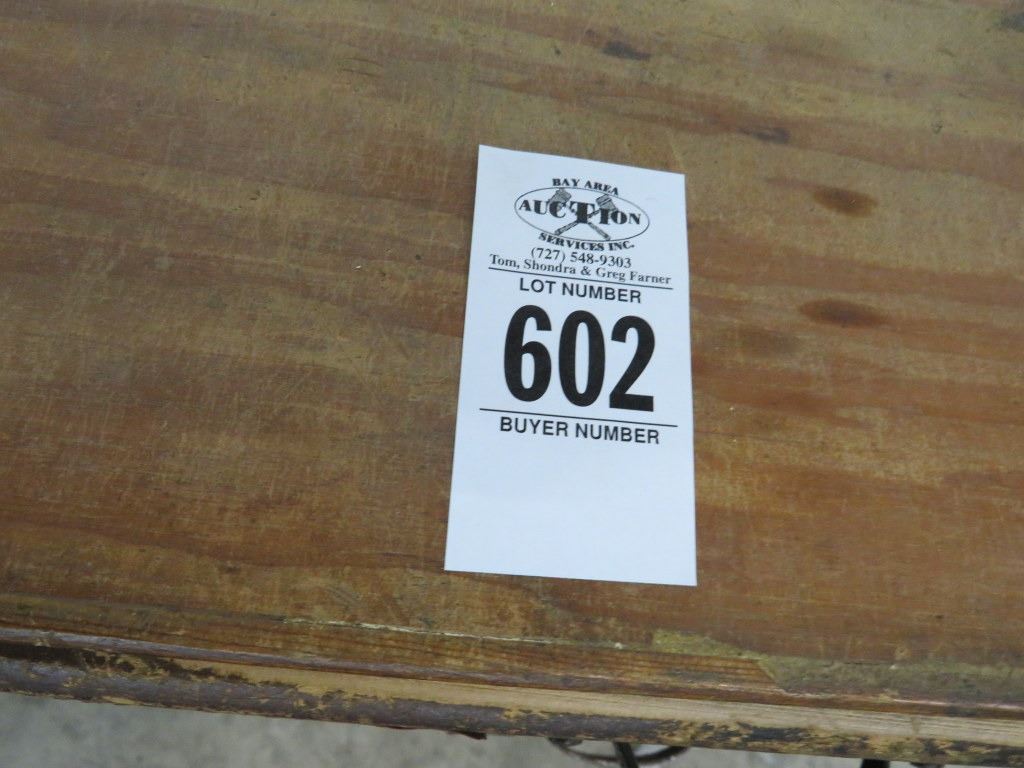 BAY AREA
AUCTION
SERVICES INC.
(727) 548-9303
Tom, Shondra & Greg Farner
LOT NUMBER
602
BUYER NUMBER